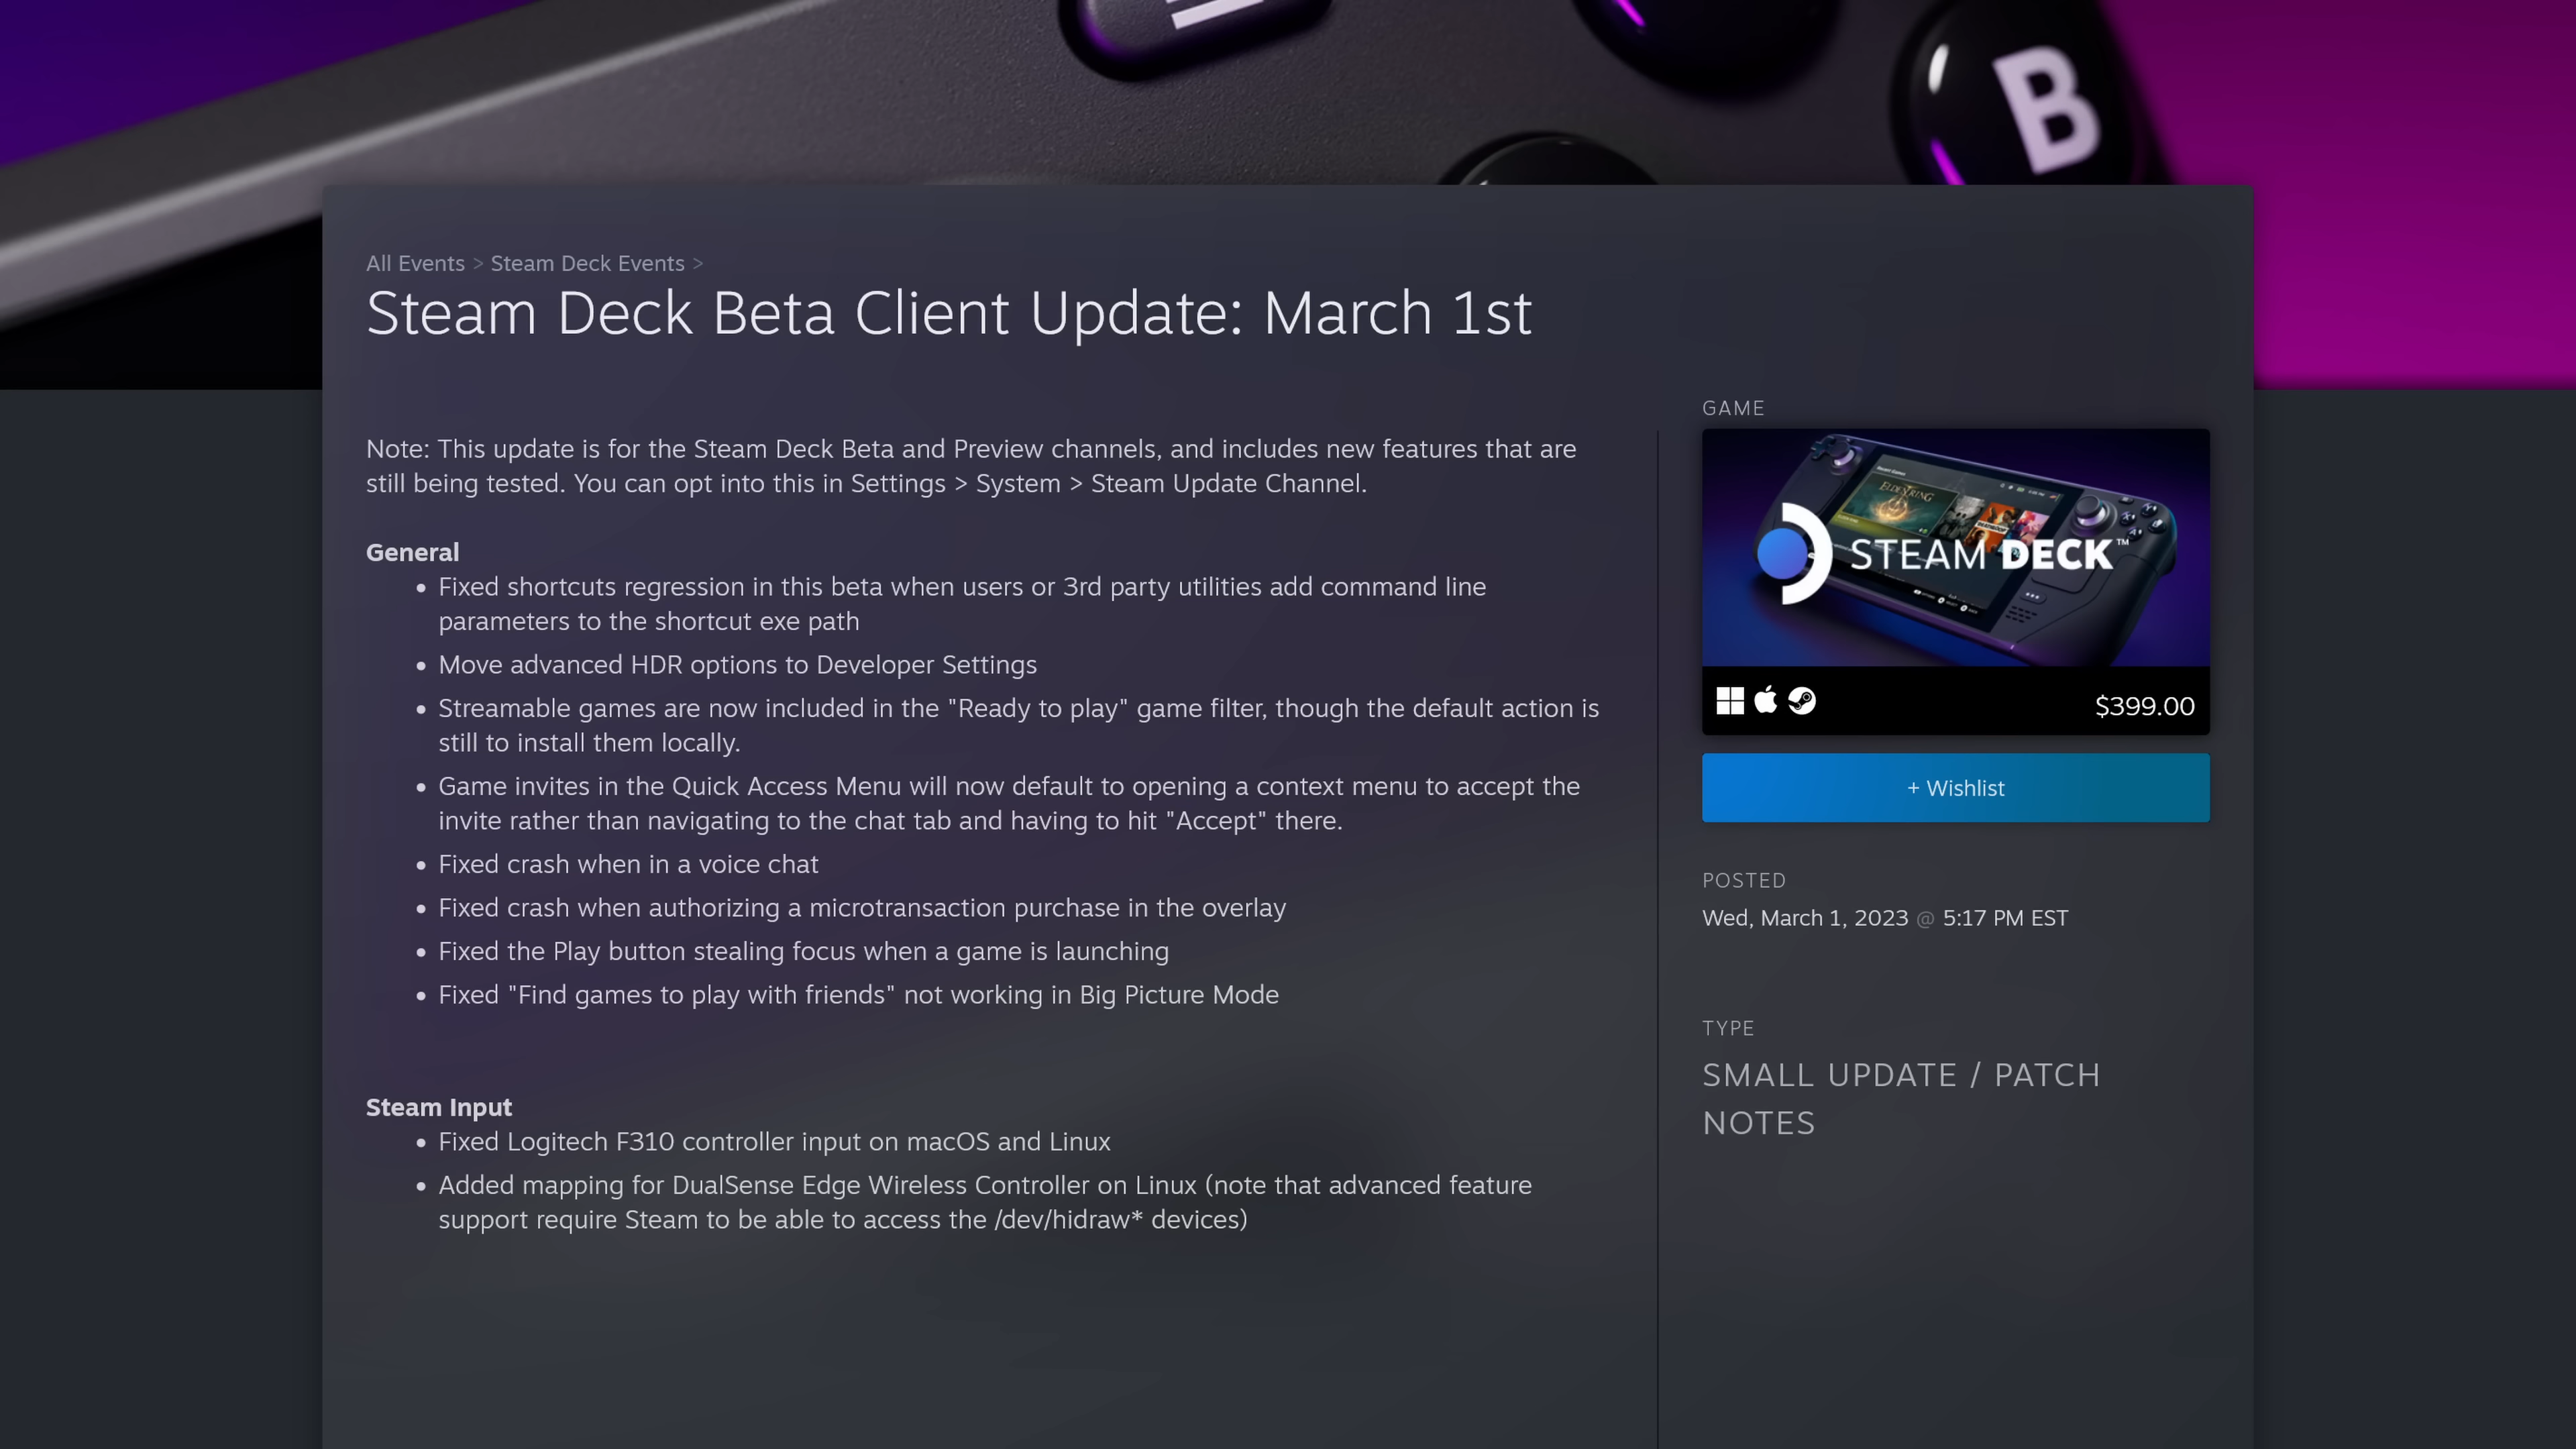 B
All Events > Steam Deck Events >
Steam Deck Beta Client Update: March 1st
Note: This update is for the Steam Deck Beta and Preview channels, and includes new features that are
still being tested. You can opt into this in Settings > System > Steam Update Channel.
General
• Fixed shortcuts regression in this beta when users or 3rd party utilities add command line
parameters to the shortcut exe path
• Move advanced HDR options to Developer Settings
• Streamable games are now included in the "Ready to play" game filter, though the default action is
still to install them locally.
• Game invites in the Quick Access Menu will now default to opening a context menu to accept the
invite rather than navigating to the chat tab and having to hit "Accept" there.
• Fixed crash when in a voice chat
• Fixed crash when authorizing a microtransaction purchase in the overlay
• Fixed the Play button stealing focus when a game is launching
• Fixed "Find games to play with friends" not working in Big Picture Mode
Steam Input
• Fixed Logitech F310 controller input on macOS and Linux
• Added mapping for DualSense Edge Wireless Controller on Linux (note that advanced feature
support require Steam to be able to access the /dev/hidraw* devices)
GAME
ELDEN RING
STEAM DECK™
$399.00
+ Wishlist
POSTED
Wed, March 1, 2023 @ 5:17 PM EST
TYPE
SMALL UPDATE / PATCH
NOTES